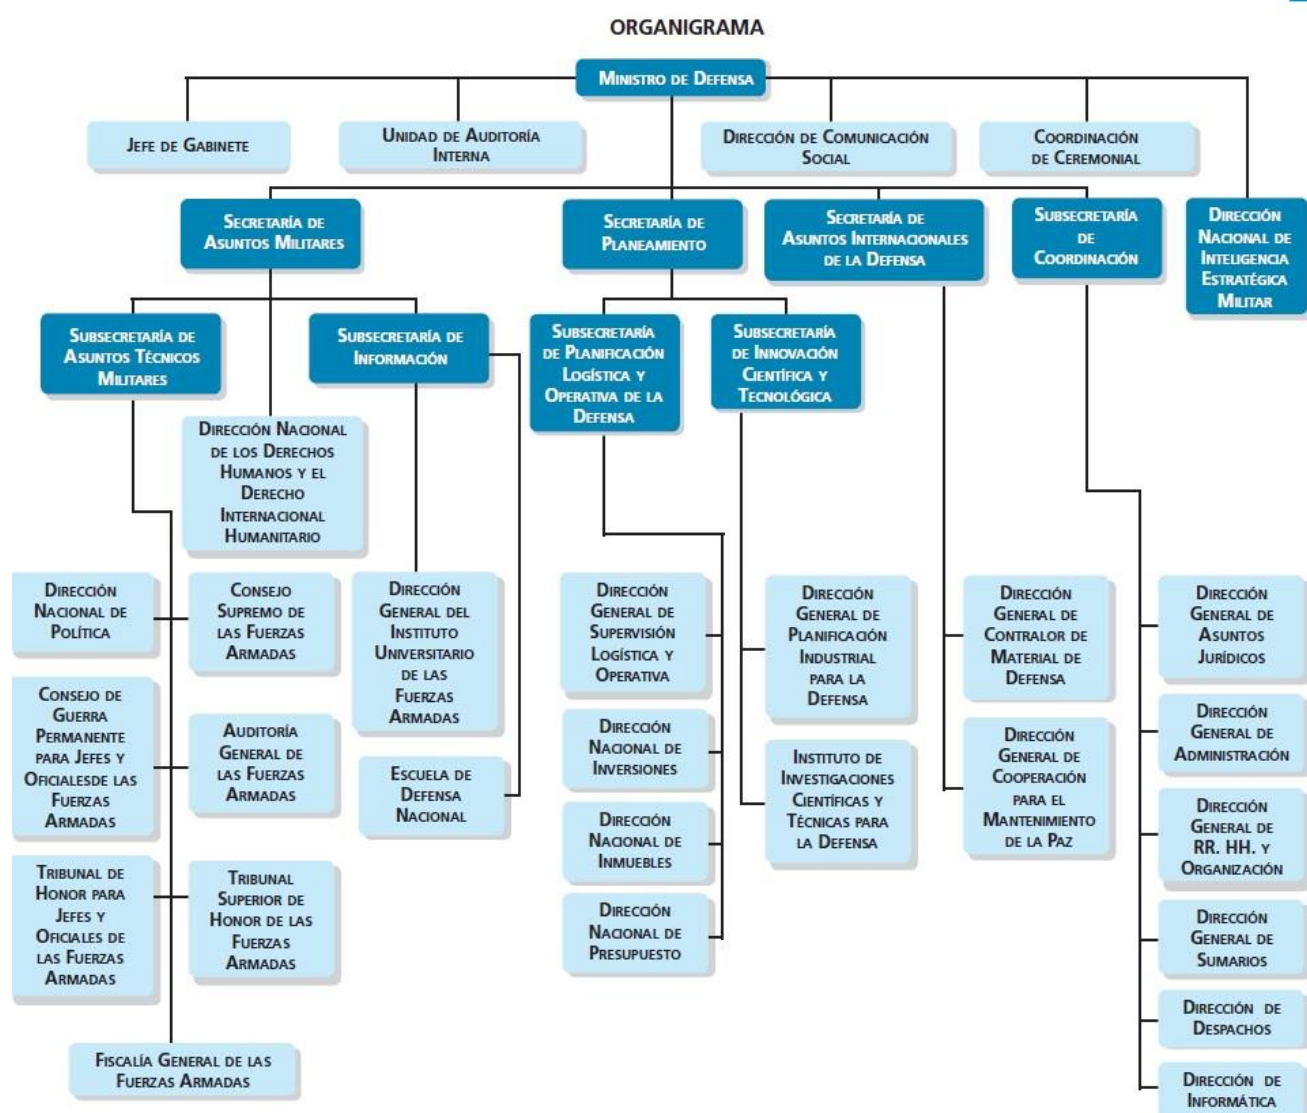 ORGANIGRAMA
MINISTRO DE DEFENSA
JEFE DE GABINETE
UNIDAD DE AUDITORÍA
INTERNA
DIRECCIÓN DE COMUNICACIÓN
SOCIAL
COORDINACIÓN
DE CEREMONIAL
SECRETARÍA DE
ASUNTOS MILITARES
SECRETARÍA DE
PLANEAMIENTO
SECRETARÍA DE
ASUNTOS INTERNACIONALES
DE LA DEFENSA
SUBSECRETARÍA
DE
COORDINACIÓN
DIRECCIÓN
NACIONAL DE
INTELIGENCIA
ESTRATÉGICA
MILITAR
SUBSECRETARÍA DE
ASUNTOS TÉCNICOS
MILITARES
SUBSECRETARÍA DE
INFORMACIÓN
SUBSECRETARÍA
DE PLANIFICACIÓN
LOGÍSTICA Y
OPERATIVA DE LA
DEFENSA
SUBSECRETARÍA
DE INNOVACIÓN
CIENTÍFICA Y
TECNOLÓGICA
DIRECCIÓN NACIONAL
DE LOS DERECHOS
HUMANOS Y EL
DERECHO
INTERNACIONAL
HUMANITARIO
DIRECCIÓN
NACIONAL DE
POLÍTICA
CONSEJO
SUPREMO DE
LAS FUERZAS
ARMADAS
DIRECCIÓN
GENERAL DEL
INSTITUTO
UNIVERSITARIO
DE LAS
FUERZAS
ARMADAS
DIRECCIÓN
GENERAL DE
SUPERVISIÓN
LOGÍSTICA Y
OPERATIVA
DIRECCIÓN
GENERAL DE
PLANIFICACIÓN
INDUSTRIAL
PARA LA
DEFENSA
DIRECCIÓN
GENERAL DE
CONTRALOR DE
MATERIAL DE
DEFENSA
DIRECCIÓN
GENERAL DE
ASUNTOS
JURÍDICOS
CONSEJO DE
GUERRA
PERMANENTE
PARA JEFES Y
OFICIALESDE LAS
FUERZAS
ARMADAS
AUDITORÍA
GENERAL DE
LAS FUERZAS
ARMADAS
ESCUELA DE
DEFENSA
NACIONAL
DIRECCIÓN
NACIONAL DE
INVERSIONES
INSTITUTO DE
INVESTIGACIONES
CIENTÍFICAS Y
TÉCNICAS PARA
LA DEFENSA
DIRECCIÓN
GENERAL DE
COOPERACIÓN
PARA EL
MANTENIMIENTO
DE LA PAZ
DIRECCIÓN
GENERAL DE
ADMINISTRACIÓN
DIRECCIÓN
NACIONAL DE
INMUEBLES
DIRECCIÓN
GENERAL DE
RR. HH. Y
ORGANIZACIÓN
TRIBUNAL DE
HONOR PARA
JEFES Y
OFICIALES DE
LAS FUERZAS
ARMADAS
TRIBUNAL
SUPERIOR DE
HONOR DE LAS
FUERZAS
ARMADAS
DIRECCIÓN
NACIONAL DE
PRESUPUESTO
DIRECCIÓN
GENERAL DE
SUMARIOS
DIRECCIÓN DE
DESPACHOS
FISCALÍA GENERAL DE LAS
FUERZAS ARMADAS
DIRECCIÓN DE
INFORMÁTICA